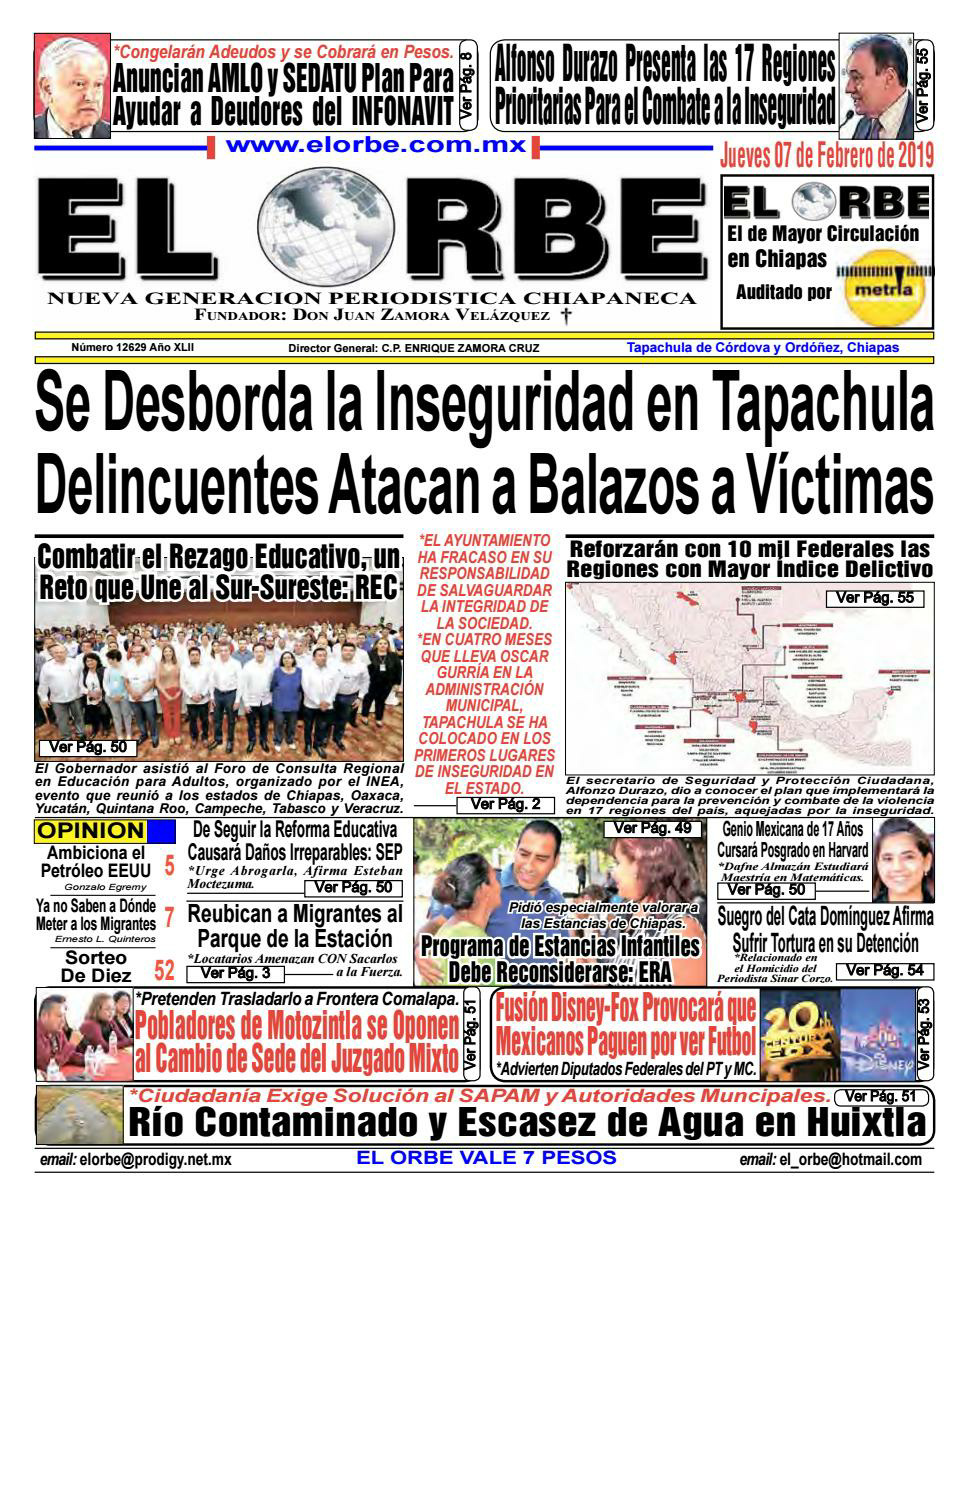 *Congelarán Adeudos y se Cobrará en Pesos.
Anuncian AMLO y SEDATU Plan Para
Ayudar a Deudores del INFONAVIT
Ver Pág. 8
Alfonso Durazo Presenta las 17 Regiones
Prioritarias Para el Combate a la Inseguridad
Ver Pág. 55
www.elorbe.com.mx
Jueves 07 de Febrero de 2019
EL ORBE
NUEVA GENERACION PERIODISTICA CHIAPANECA
FUNDADOR: DON JUAN ZAMORA VELÁZQUEZ †
EL ORBE
El de Mayor Circulación
en Chiapas
Auditado por
metría
Número 12629 Año XLII
Director General: C.P. ENRIQUE ZAMORA CRUZ
Tapachula de Córdova y Ordóñez, Chiapas
Se Desborda la Inseguridad en Tapachula
Delincuentes Atacan a Balazos a Víctimas
Combatir el Rezago Educativo, un
Reto que Une al Sur-Sureste: REC
Ver Pág. 50
El Gobernador asistió al Foro de Consulta Regional
en Educación para Adultos, organizado por el INEA,
evento que reunió a los estados de Chiapas, Oaxaca,
Yucatán, Quintana Roo, Campeche, Tabasco y Veracruz.
*EL AYUNTAMIENTO
HA FRACASO EN SU
RESPONSABILIDAD
DE SALVAGUARDAR
LA INTEGRIDAD DE
LA SOCIEDAD.
*EN CUATRO MESES
QUE LLEVA OSCAR
GURRÍA EN LA
ADMINISTRACIÓN
MUNICIPAL,
TAPACHULA SE HA
COLOCADO EN LOS
PRIMEROS LUGARES
DE INSEGURIDAD EN
EL ESTADO.
Ver Pág. 2
Reforzarán con 10 mil Federales las
Regiones con Mayor Índice Delictivo
Ver Pág. 55
El secretario de Seguridad y Protección Ciudadana,
Alfonzo Durazo, dio a conocer el plan que implementará la
dependencia para la prevención y combate de la violencia
en 17 regiones del país, aquejadas por la inseguridad.
OPINION
Ambiciona el
Petróleo EEUU 5
Gonzalo Egremy
Ya no Saben a Dónde
Meter a los Migrantes 7
Ernesto L. Quinteros
Sorteo
De Diez 52
De Seguir la Reforma Educativa
Causará Daños Irreparables: SEP
*Urge Abrogarla, Afirma Esteban
Moctezuma.
Ver Pág. 50
Reubican a Migrantes al
Parque de la Estación
*Locatarios Amenazan CON Sacarlos
a la Fuerza.
Ver Pág. 3
Ver Pág. 49
Pidió especialmente valorar a
las Estancias de Chiapas.
Programa de Estancias Infantiles
Debe Reconsiderarse: ERA
Genio Mexicana de 17 Años
Cursará Posgrado en Harvard
*Dafne Almazán Estudiará
Maestría en Matemáticas.
Ver Pág. 50
Suegro del Cata Domínguez Afirma
Sufrir Tortura en su Detención
*Relacionado en
el Homicidio del
Periodista Sinar Corzo.
Ver Pág. 54
*Pretenden Trasladarlo a Frontera Comalapa.
Pobladores de Motozintla se Oponen
al Cambio de Sede del Juzgado Mixto
Ver Pág. 51
Fusión Disney-Fox Provocará que
Mexicanos Paguen por ver Futbol
*Advierten Diputados Federales del PT y MC.
20TH
CENTURY
FOX
DISNEY
Ver Pág. 53
*Ciudadanía Exige Solución al SAPAM y Autoridades Muncipales.
Ver Pág. 51
Río Contaminado y Escasez de Agua en Huixtla
email: elorbe@prodigy.net.mx
EL ORBE VALE 7 PESOS
email: el_orbe@hotmail.com